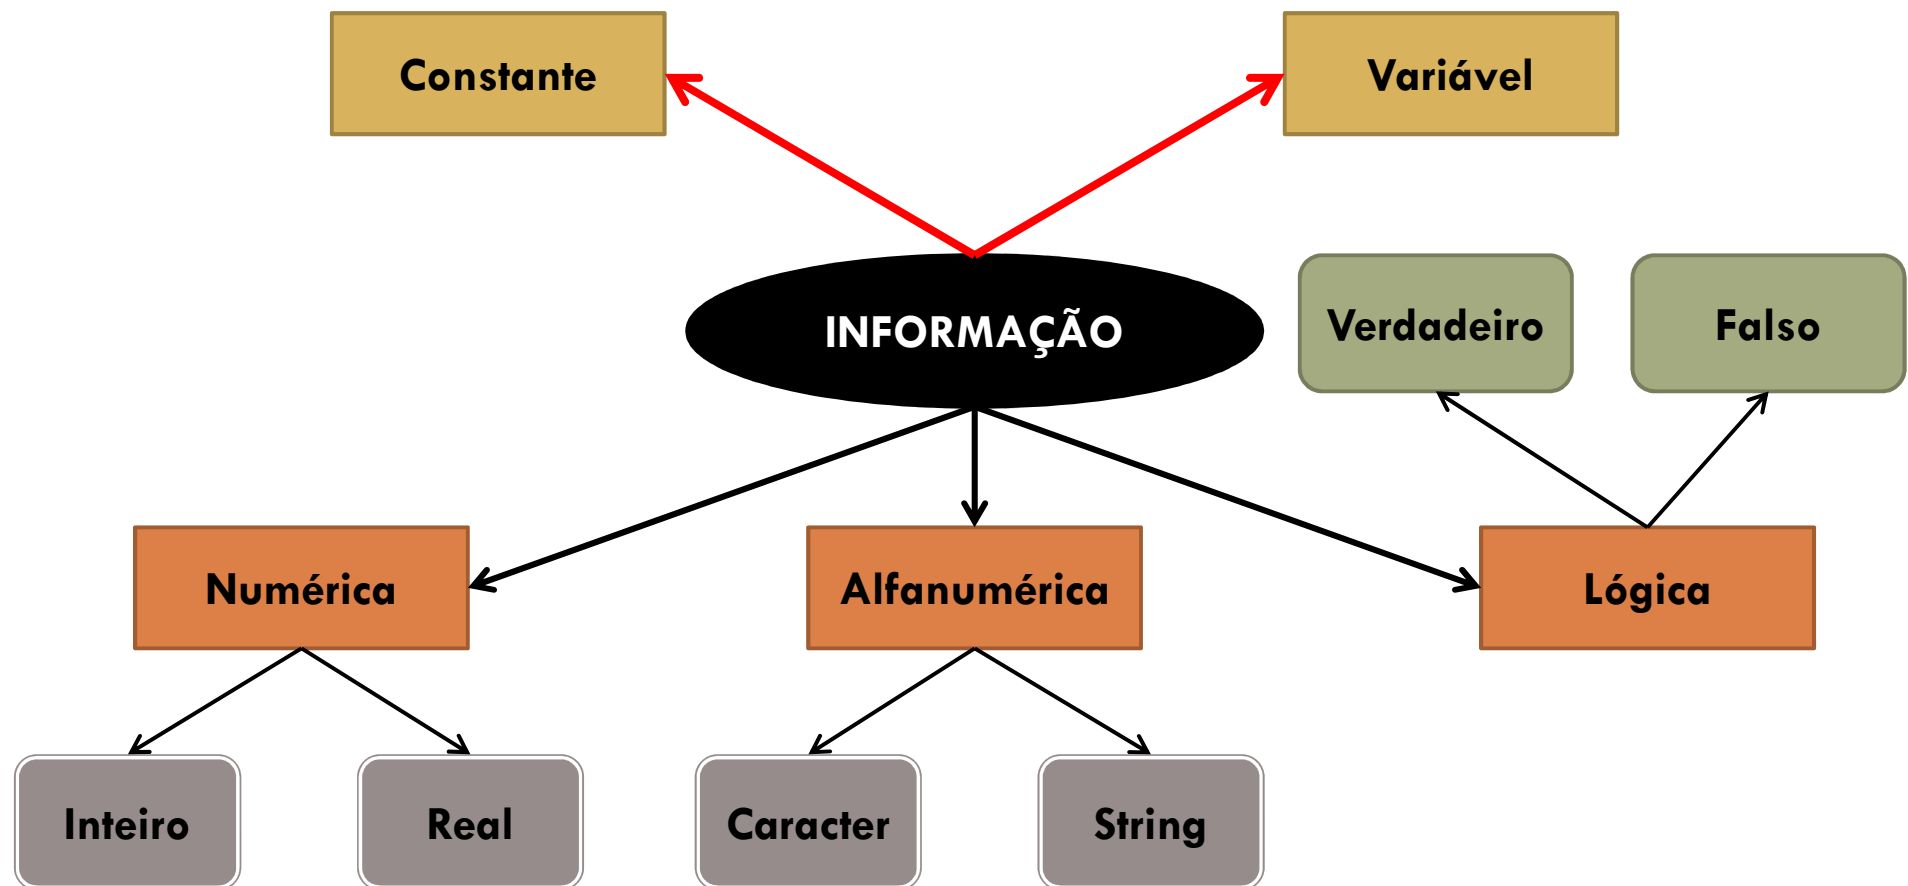 Constante
Variável
INFORMAÇÃO
Verdadeiro
Falso
Numérica
Alfanumérica
Lógica
Inteiro
Real
Caracter
String